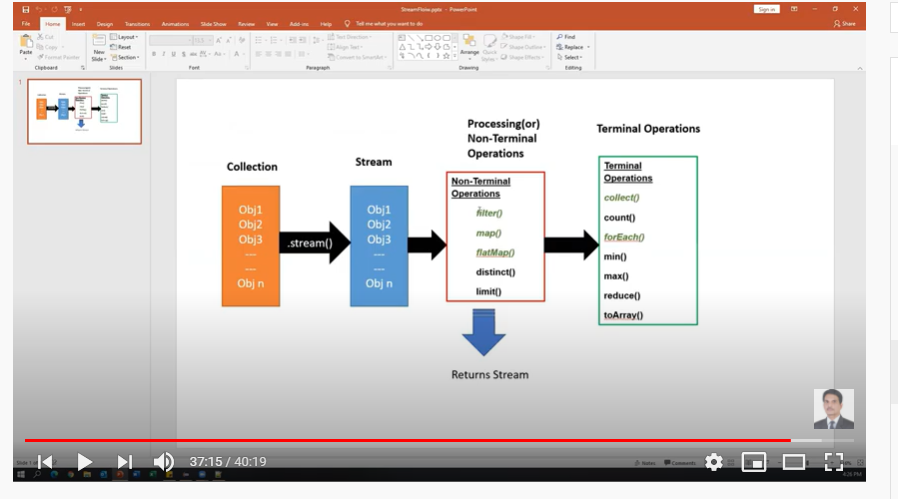 StreamFlow.pptx - PowerPoint
Sign in
File Home Insert Design Transitions Animations Slide Show Review View Add-ins Help Tell me what you want to do
Share
Paste
Cut
Copy
Format Painter
Clipboard
New
Slide
Layout
Reset
Section
Slides
Font
Text Direction
Align Text
Convert to SmartArt
Paragraph
Arrange
Quick
Styles
Shape Fill
Shape Outline
Shape Effects
Drawing
Find
Replace
Select
Editing
1
Collection
Obj1
Obj2
Obj3
----
----
Obj n
.stream()
Stream
Obj1
Obj2
Obj3
----
----
Obj n
Processing(or)
Non-Terminal
Operations
Non-Terminal
Operations
filter()
map()
flatMap()
distinct()
limit()
Returns Stream
Terminal Operations
Terminal
Operations
collect()
count()
forEach()
min()
max()
reduce()
toArray()
37:15 / 40:19
Notes
Comments
4:26 PM